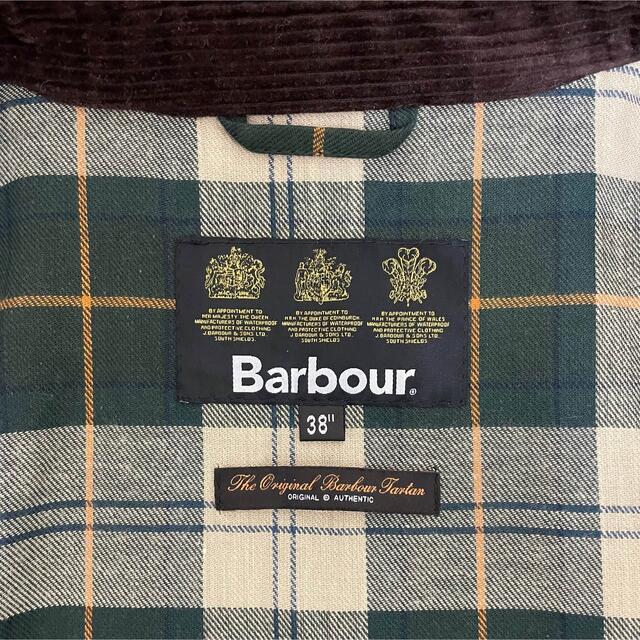 BY APPOINTMENT TO
HER MAJESTY THE QUEEN
MANUFACTURERS OF WATERPROOF
AND PROTECTIVE CLOTHING
J. BARBOUR & SONS LTD.
SOUTH SHIELDS.
BY APPOINTMENT TO
H.R.H. THE DUKE OF EDINBURGH
MANUFACTURERS OF WATERPROOF
AND PROTECTIVE CLOTHING
J. BARBOUR & SONS LTD.
SOUTH SHIELDS.
BY APPOINTMENT TO
H.R.H. THE PRINCE OF WALES
MANUFACTURERS OF WATERPROOF
AND PROTECTIVE CLOTHING
J. BARBOUR & SONS LTD.
SOUTH SHIELDS.
Barbour®
38"
The Original Barbour Tartan
ORIGINAL © AUTHENTIC